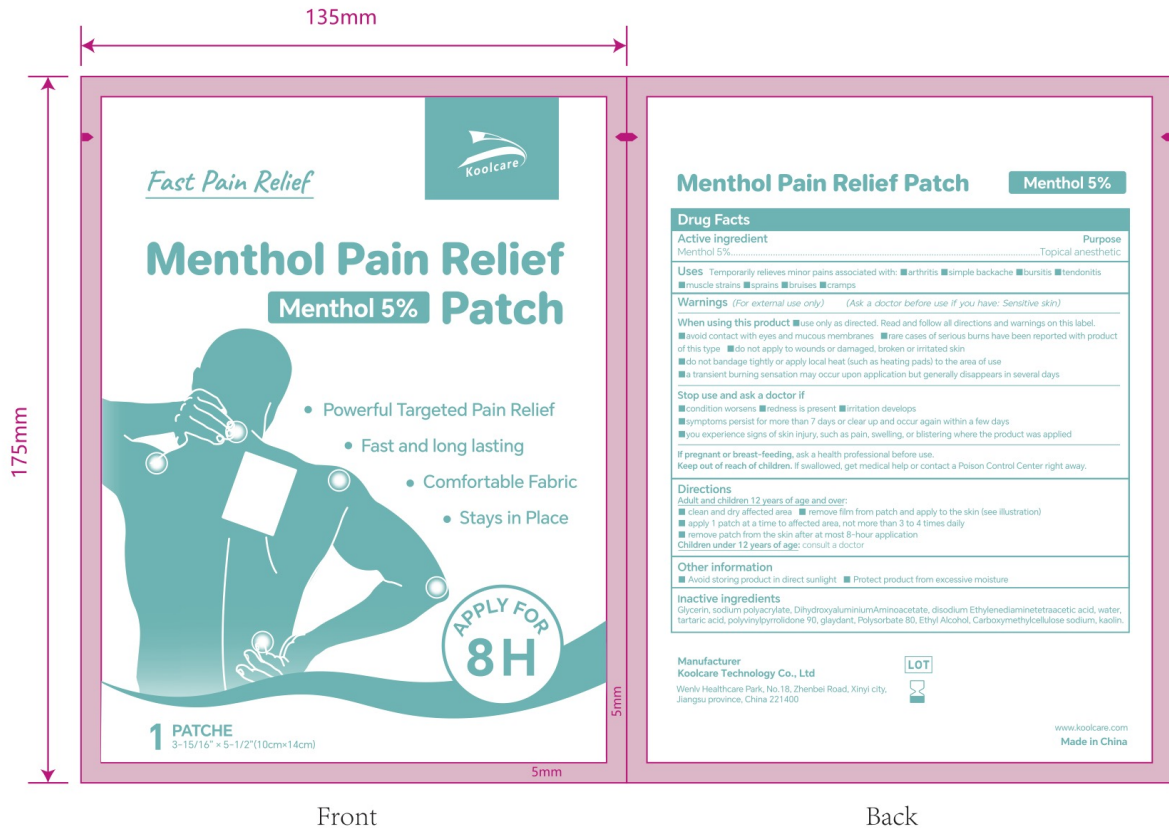 135mm
175mm
Koolcare
Fast Pain Relief
Menthol Pain Relief
Menthol 5% Patch
• Powerful Targeted Pain Relief
• Fast and long lasting
• Comfortable Fabric
• Stays in Place
APPLY FOR
8H
1 PATCHE
3-15/16" × 5-1/2"(10cm×14cm)
5mm
5mm
Front
Menthol Pain Relief Patch Menthol 5%
Drug Facts
Active ingredient Purpose
Menthol 5%..........Topical anesthetic
Uses Temporarily relieves minor pains associated with: ■arthritis ■simple backache ■bursitis ■tendonitis
■muscle strains ■sprains ■bruises ■cramps
Warnings (For external use only) (Ask a doctor before use if you have: Sensitive skin)
When using this product ■use only as directed. Read and follow all directions and warnings on this label.
■avoid contact with eyes and mucous membranes ■rare cases of serious burns have been reported with product
of this type ■do not apply to wounds or damaged, broken or irritated skin
■do not bandage tightly or apply local heat (such as heating pads) to the area of use
■a transient burning sensation may occur upon application but generally disappears in several days
Stop use and ask a doctor if
■condition worsens ■redness is present ■irritation develops
■symptoms persist for more than 7 days or clear up and occur again within a few days
■you experience signs of skin injury, such as pain, swelling, or blistering where the product was applied
If pregnant or breast-feeding, ask a health professional before use.
Keep out of reach of children. If swallowed, get medical help or contact a Poison Control Center right away.
Directions
Adult and children 12 years of age and over:
■ clean and dry affected area ■ remove film from patch and apply to the skin (see illustration)
■ apply 1 patch at a time to affected area, not more than 3 to 4 times daily
■ remove patch from the skin after at most 8-hour application
Children under 12 years of age: consult a doctor
Other information
■ Avoid storing product in direct sunlight ■ Protect product from excessive moisture
Inactive ingredients
Glycerin, sodium polyacrylate, DihydroxyaluminiumAminoacetate, disodium Ethylenediaminetetraacetic acid, water,
tartaric acid, polyvinylpyrrolidone 90, glaydant, Polysorbate 80, Ethyl Alcohol, Carboxymethylcellulose sodium, kaolin.
Manufacturer
Koolcare Technology Co., Ltd
Wenlv Healthcare Park, No.18, Zhenbei Road, Xinyi city,
Jiangsu province, China 221400
LOT
www.koolcare.com
Made in China
Back